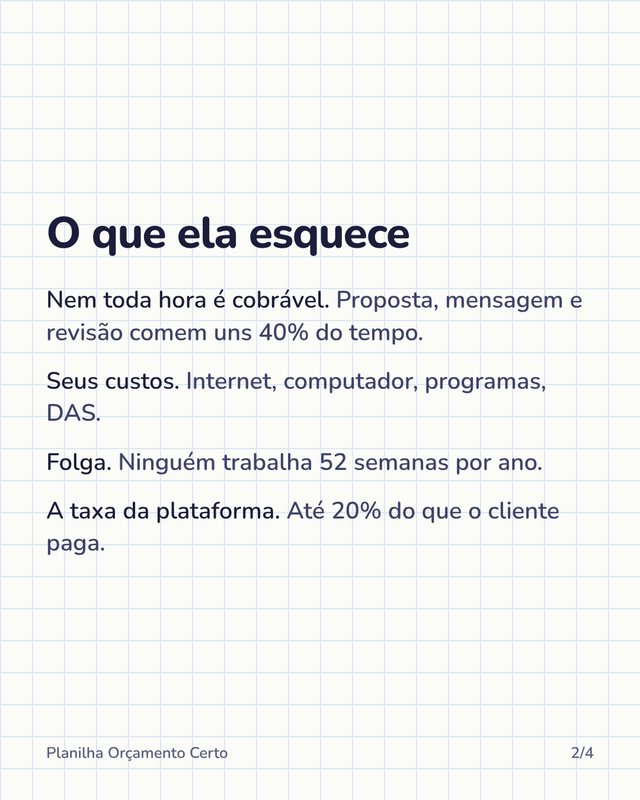 O que ela esquece
Nem toda hora é cobrável. Proposta, mensagem e
revisão comem uns 40% do tempo.
Seus custos. Internet, computador, programas,
DAS.
Folga. Ninguém trabalha 52 semanas por ano.
A taxa da plataforma. Até 20% do que o cliente
paga.
Planilha Orçamento Certo
2/4